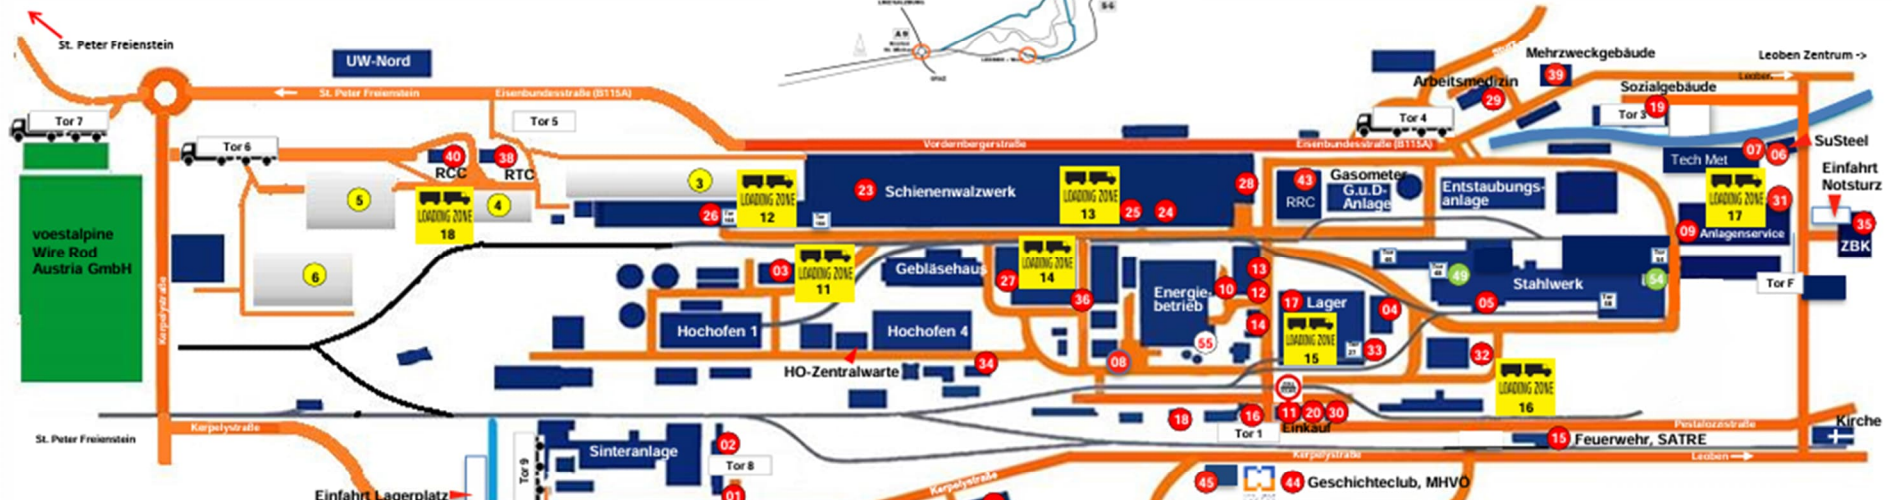 A9
S6
St. Peter Freienstein
UW-Nord
Mehrzweckgebäude
Leoben Zentrum ->
39
Leoben
Arbeitsmedizin
29
Sozialgebäude
19
St. Peter Freienstein
Eisenbundesstraße (B115A)
Tor 7
Tor 5
Tor 4
Tor 3
Tor 6
Vordernbergerstraße
Eisenbundesstraße (B115A)
SuSteel
40
38
RCC
RTC
07
06
Tech Met
Einfahrt
Notsturz
3
LOADING ZONE
12
23
Schienenwalzwerk
LOADING ZONE
13
28
43
Gasometer
RRC
G.u.D-
Anlage
Entstaubungs-
anlage
LOADING ZONE
17
31
5
4
LOADING ZONE
18
26
25
24
35
ZBK
09
Anlagenservice
voestalpine
Wire Rod
Austria GmbH
6
03
LOADING ZONE
11
Gebläsehaus
27
LOADING ZONE
14
36
13
Energie-
betrieb
10
12
17
Lager
04
49
05
Stahlwerk
54
Tor F
Kerpelystraße
Hochofen 1
Hochofen 4
14
LOADING ZONE
15
33
55
32
HO-Zentralwarte
34
08
LOADING ZONE
16
St. Peter Freienstein
Kerpelystraße
18
16
11
20
30
Einkauf
Tor 1
Pestalozzistraße
Kirche
15
Feuerwehr, SATRE
Tor 9
Sinteranlage
02
Tor 8
Kerpelystraße
Leoben
Einfahrt Lagerplatz
01
Kerpelystraße
45
44
Geschichteclub, MHVÖ